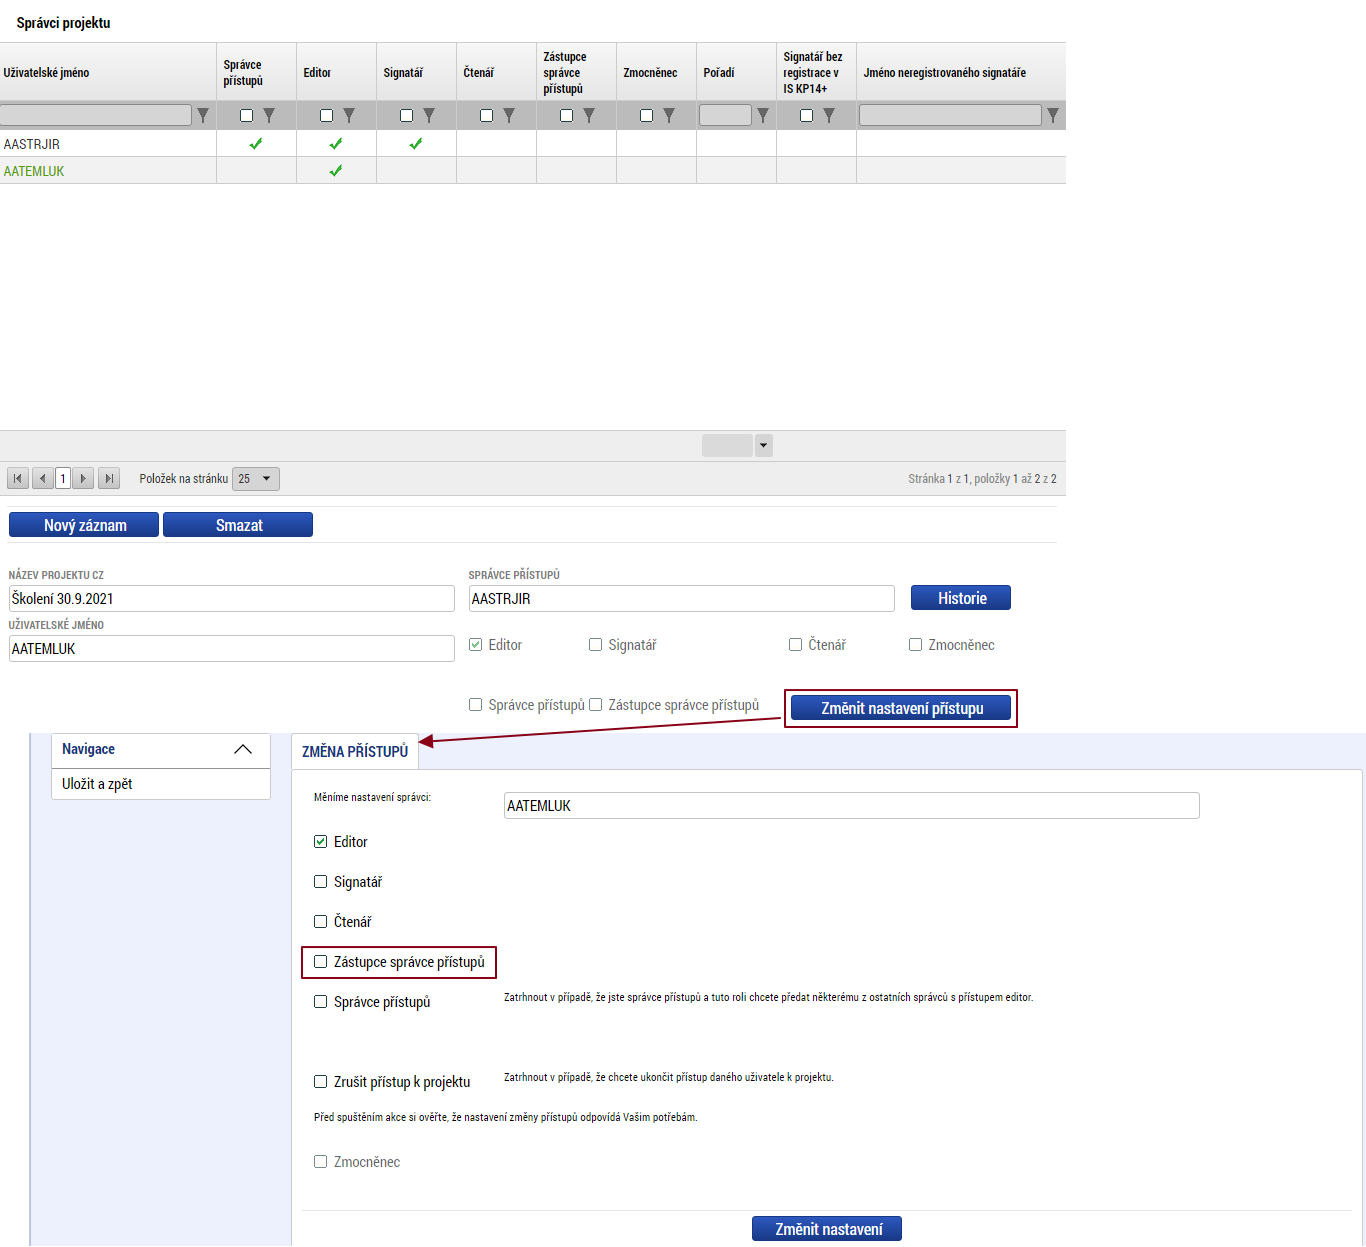 Správci projektu
Uživatelské jméno
Správce přístupů
Editor
Signatář
Čtenář
Zástupce správce přístupů
Zmocněnec
Pořadí
Signatář bez registrace v IS KP14+
Jméno neregistrovaného signatáře
AASTRJIR
AATEMLUK
1 Položek na stránku 25 Stránka 1 z 1, položky 1 až 2 z 2
Nový záznam Smazat
NÁZEV PROJEKTU CZ SPRÁVCE PŘÍSTUPŮ
Školení 30.9.2021 AASTRJIR Historie
UŽIVATELSKÉ JMÉNO
AATEMLUK Editor Signatář Čtenář Zmocněnec
Správce přístupů Zástupce správce přístupů Změnit nastavení přístupu
Navigace
Uložit a zpět
ZMĚNA PŘÍSTUPŮ
Měníme nastavení správci: AATEMLUK
Editor
Signatář
Čtenář
Zástupce správce přístupů
Správce přístupů Zatrhnout v případě, že jste správce přístupů a tuto roli chcete předat některému z ostatních správců s přístupem editor.
Zrušit přístup k projektu Zatrhnout v případě, že chcete ukončit přístup daného uživatele k projektu.
Před spuštěním akce si ověřte, že nastavení změny přístupů odpovídá Vašim potřebám.
Zmocněnec
Změnit nastavení